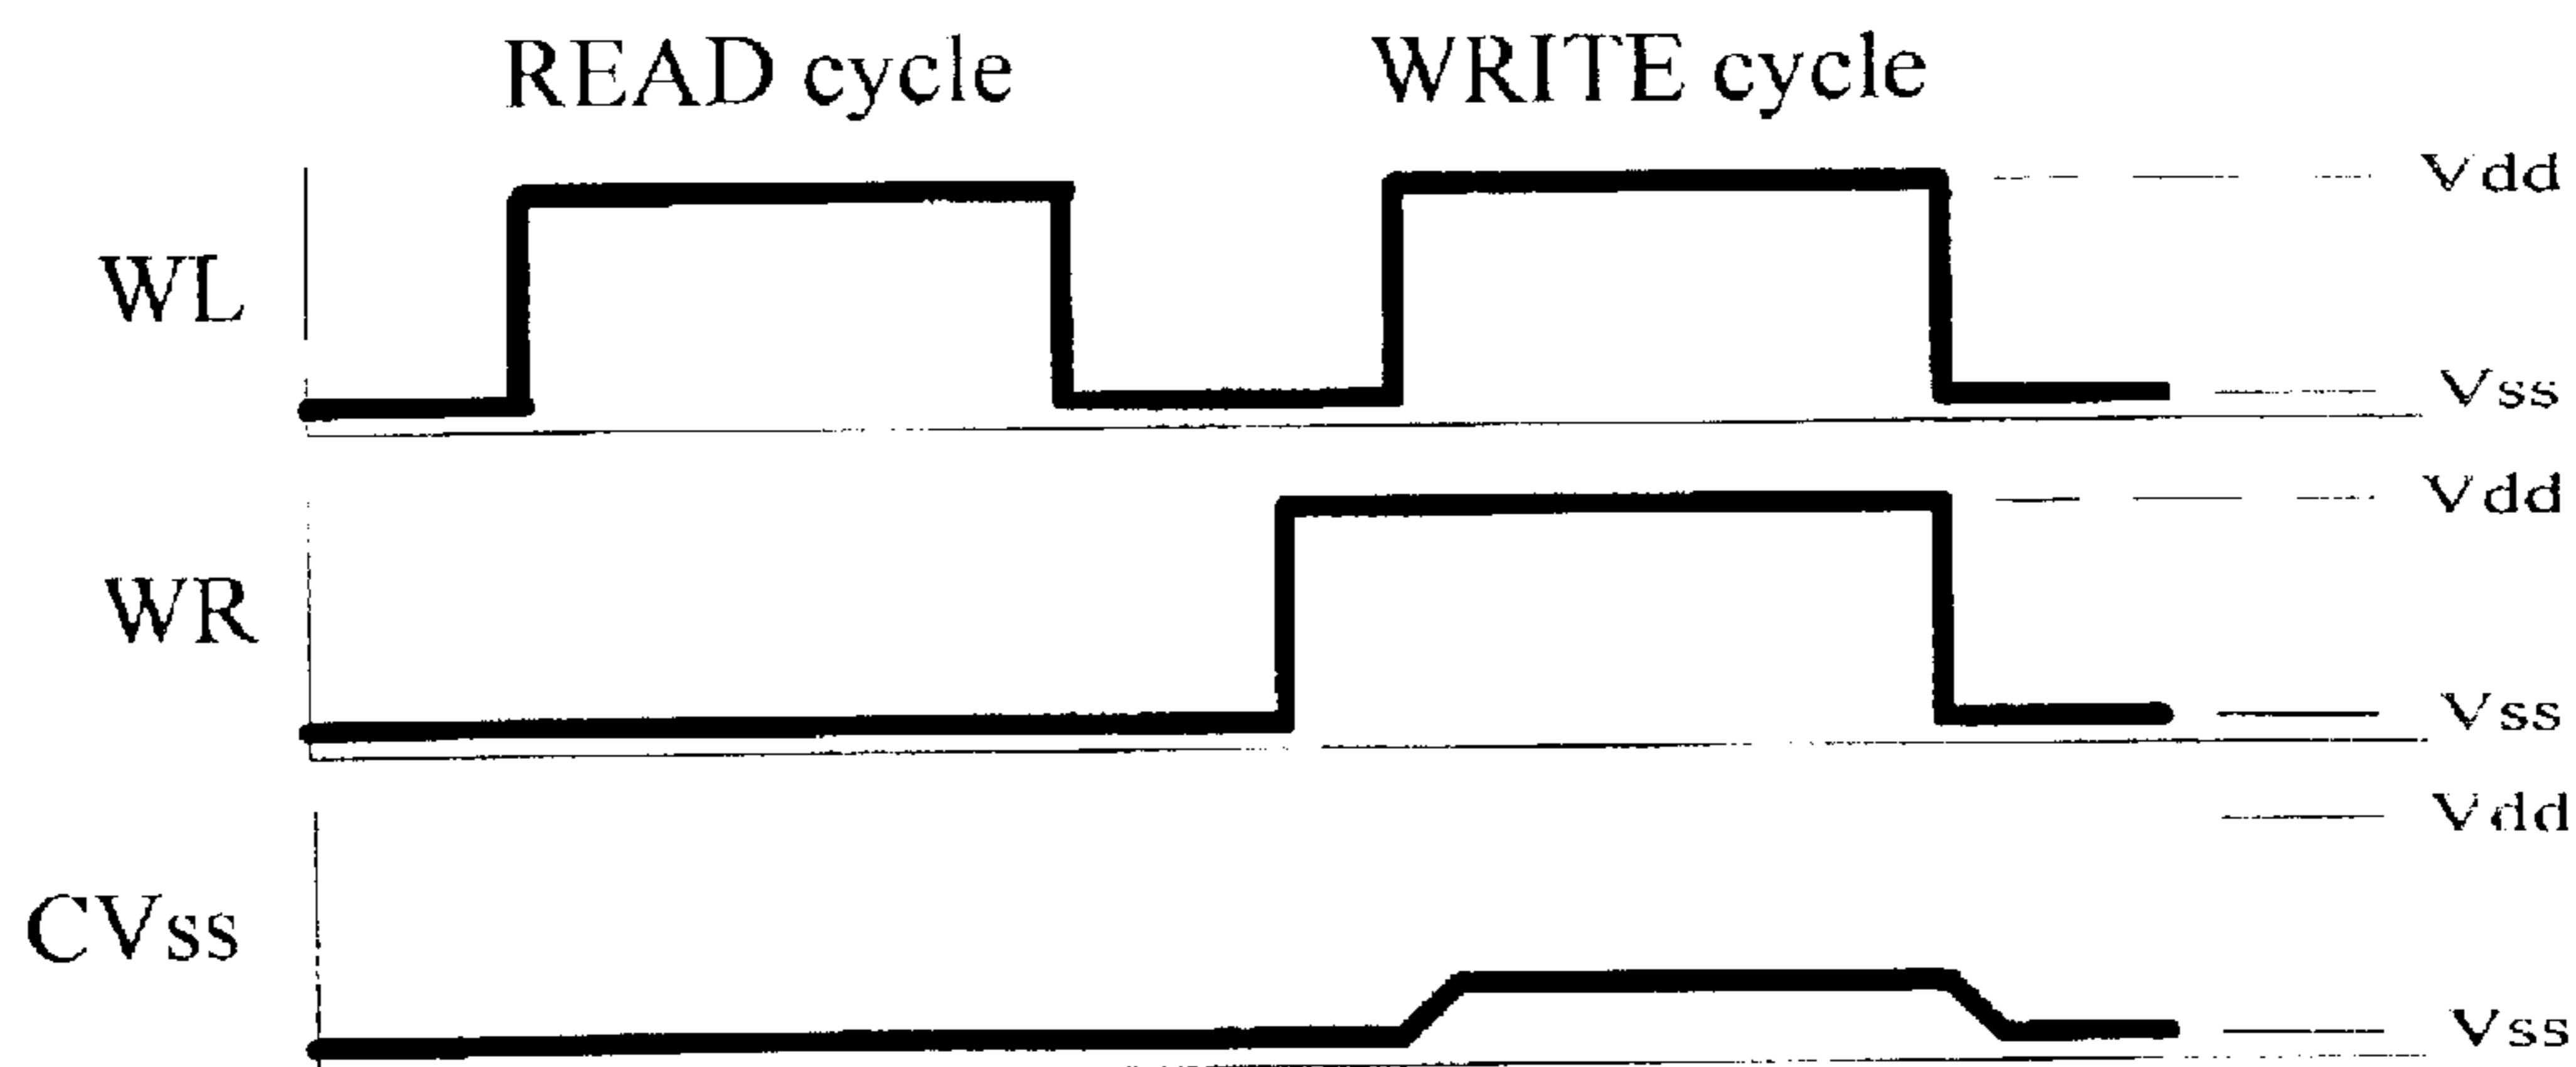 READ cycle WRITE cycle
Vdd
WL
Vss
Vdd
WR
Vss
Vdd
CVss
Vss